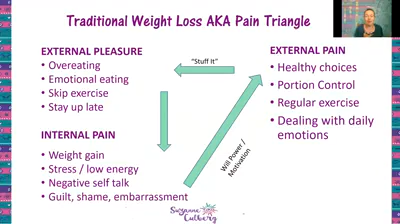 Traditional Weight Loss AKA Pain Triangle
EXTERNAL PLEASURE
• Overeating
• Emotional eating
• Skip exercise
• Stay up late
"Stuff It"
EXTERNAL PAIN
• Healthy choices
• Portion Control
• Regular exercise
• Dealing with daily
emotions
INTERNAL PAIN
• Weight gain
• Stress / low energy
• Negative self talk
• Guilt, shame, embarrassment
Will Power /
Motivation
Suzanne
Culberg